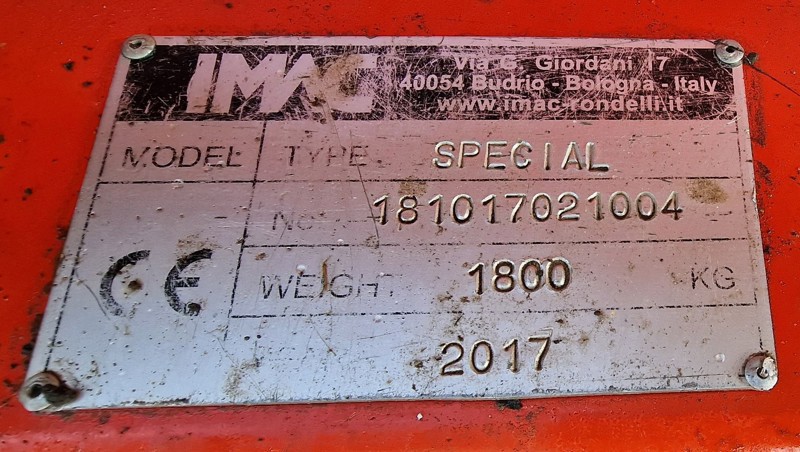 IMAC
Via G. Giordani 17
40054 Budrio - Bologna - Italy
www.imac-rondelli.it
MODEL TYPE SPECIAL
No 181017021004
CE WEIGHT 1800 KG
2017